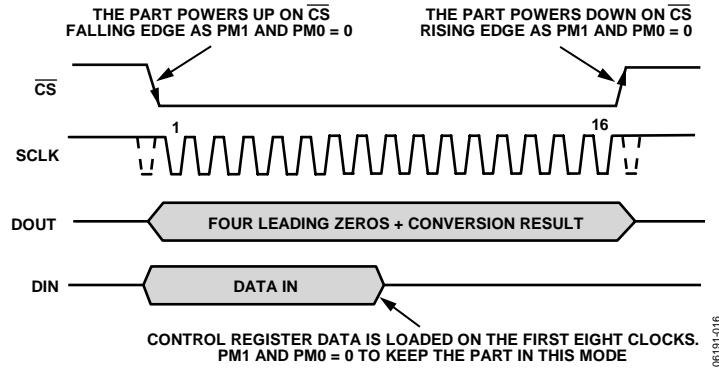 THE PART POWERS UP ON C̅S̅
FALLING EDGE AS PM1 AND PM0 = 0
THE PART POWERS DOWN ON C̅S̅
RISING EDGE AS PM1 AND PM0 = 0
C̅S̅
1
16
SCLK
DOUT
FOUR LEADING ZEROS + CONVERSION RESULT
DIN
DATA IN
CONTROL REGISTER DATA IS LOADED ON THE FIRST EIGHT CLOCKS.
PM1 AND PM0 = 0 TO KEEP THE PART IN THIS MODE
06191-016